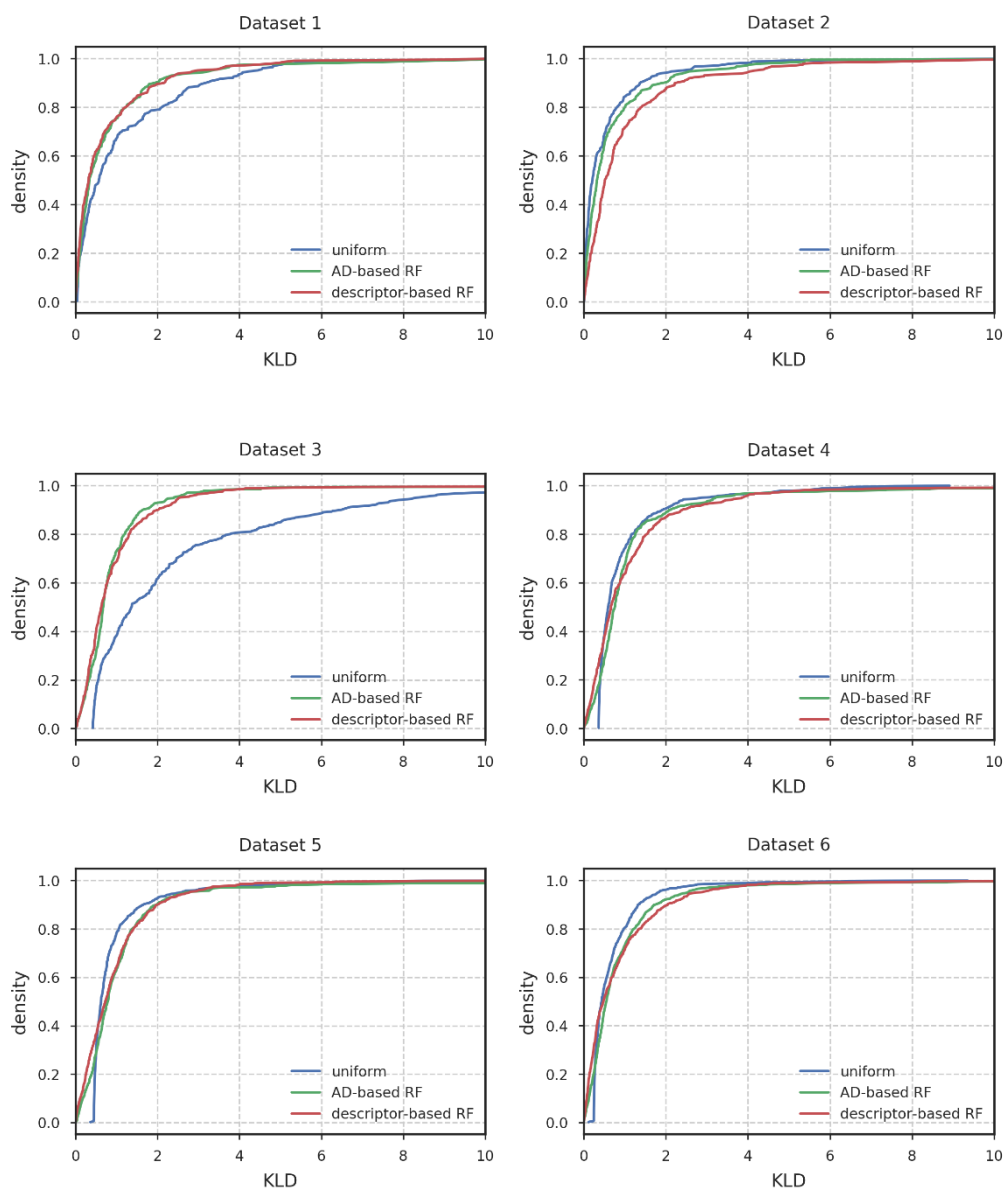 Dataset 1
Dataset 2
1.0
0.8
0.6
0.4
0.2
0.0
density
uniform
AD-based RF
descriptor-based RF
0 2 4 6 8 10
KLD
1.0
0.8
0.6
0.4
0.2
0.0
density
uniform
AD-based RF
descriptor-based RF
0 2 4 6 8 10
KLD
Dataset 3
Dataset 4
1.0
0.8
0.6
0.4
0.2
0.0
density
uniform
AD-based RF
descriptor-based RF
0 2 4 6 8 10
KLD
1.0
0.8
0.6
0.4
0.2
0.0
density
uniform
AD-based RF
descriptor-based RF
0 2 4 6 8 10
KLD
Dataset 5
Dataset 6
1.0
0.8
0.6
0.4
0.2
0.0
density
uniform
AD-based RF
descriptor-based RF
0 2 4 6 8 10
KLD
1.0
0.8
0.6
0.4
0.2
0.0
density
uniform
AD-based RF
descriptor-based RF
0 2 4 6 8 10
KLD